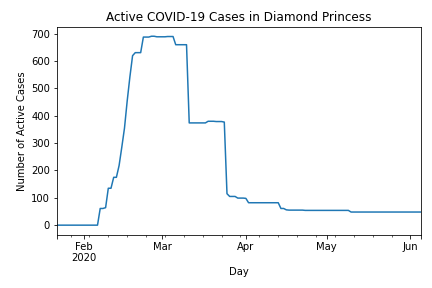 Active COVID-19 Cases in Diamond Princess
Number of Active Cases
700
600
500
400
300
200
100
0
Feb
2020
Mar
Apr
May
Jun
Day